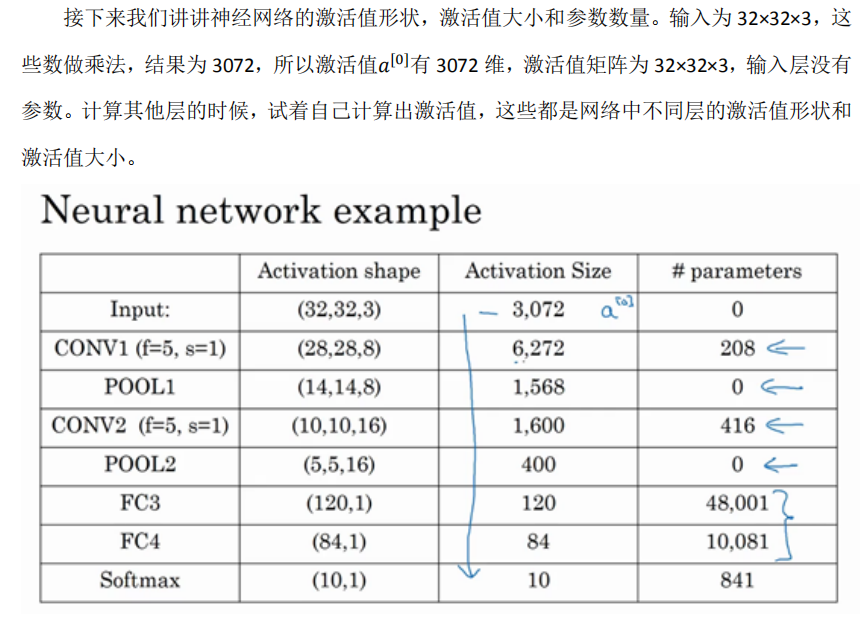 接下来我们讲讲神经网络的激活值形状，激活值大小和参数数量。输入为 32×32×3，这
些数做乘法，结果为 3072，所以激活值a[0]有 3072 维，激活值矩阵为 32×32×3，输入层没有
参数。计算其他层的时候，试着自己计算出激活值，这些都是网络中不同层的激活值形状和
激活值大小。
Neural network example
Activation shape Activation Size # parameters
Input: (32,32,3) 3,072 a[0] 0
CONV1 (f=5, s=1) (28,28,8) 6,272 208
POOL1 (14,14,8) 1,568 0
CONV2 (f=5, s=1) (10,10,16) 1,600 416
POOL2 (5,5,16) 400 0
FC3 (120,1) 120 48,001
FC4 (84,1) 84 10,081
Softmax (10,1) 10 841